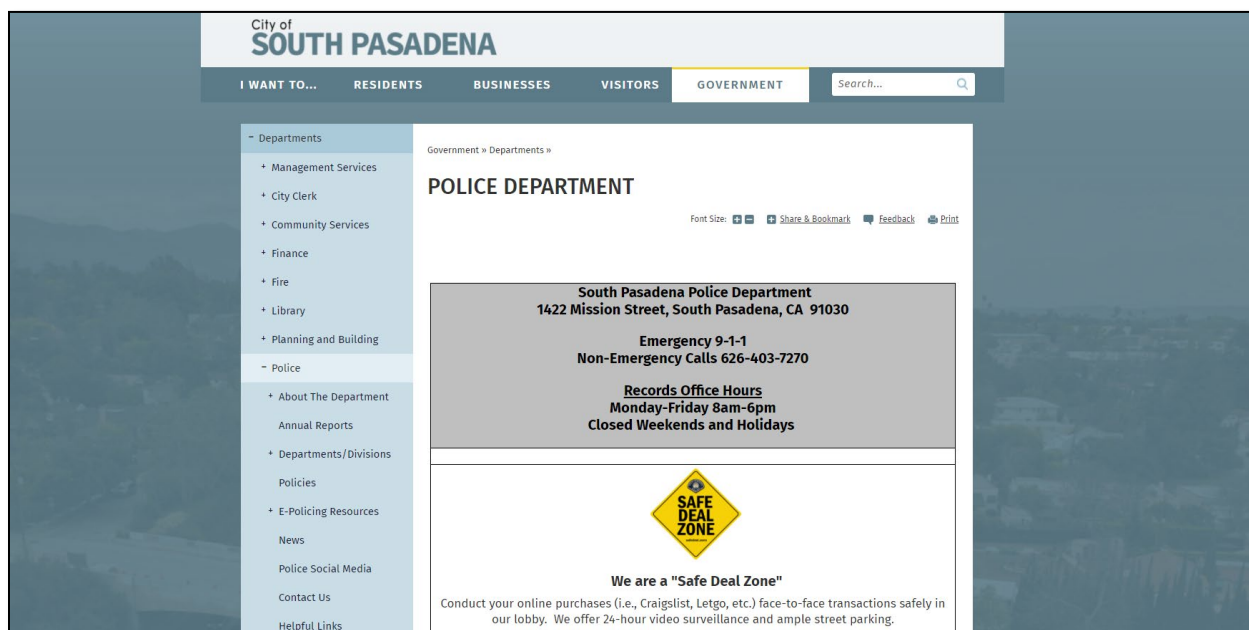 City of
SOUTH PASADENA
I WANT TO...
RESIDENTS
BUSINESSES
VISITORS
GOVERNMENT
Search...
- Departments
+ Management Services
+ City Clerk
+ Community Services
+ Finance
+ Fire
+ Library
+ Planning and Building
- Police
+ About The Department
Annual Reports
+ Departments/Divisions
Policies
+ E-Policing Resources
News
Police Social Media
Contact Us
Helpful Links
Government » Departments »
POLICE DEPARTMENT
Font Size: + - + Share & Bookmark Feedback Print
South Pasadena Police Department
1422 Mission Street, South Pasadena, CA 91030
Emergency 9-1-1
Non-Emergency Calls 626-403-7270
Records Office Hours
Monday-Friday 8am-6pm
Closed Weekends and Holidays
SAFE
DEAL
ZONE
We are a "Safe Deal Zone"
Conduct your online purchases (i.e., Craigslist, Letgo, etc.) face-to-face transactions safely in
our lobby. We offer 24-hour video surveillance and ample street parking.